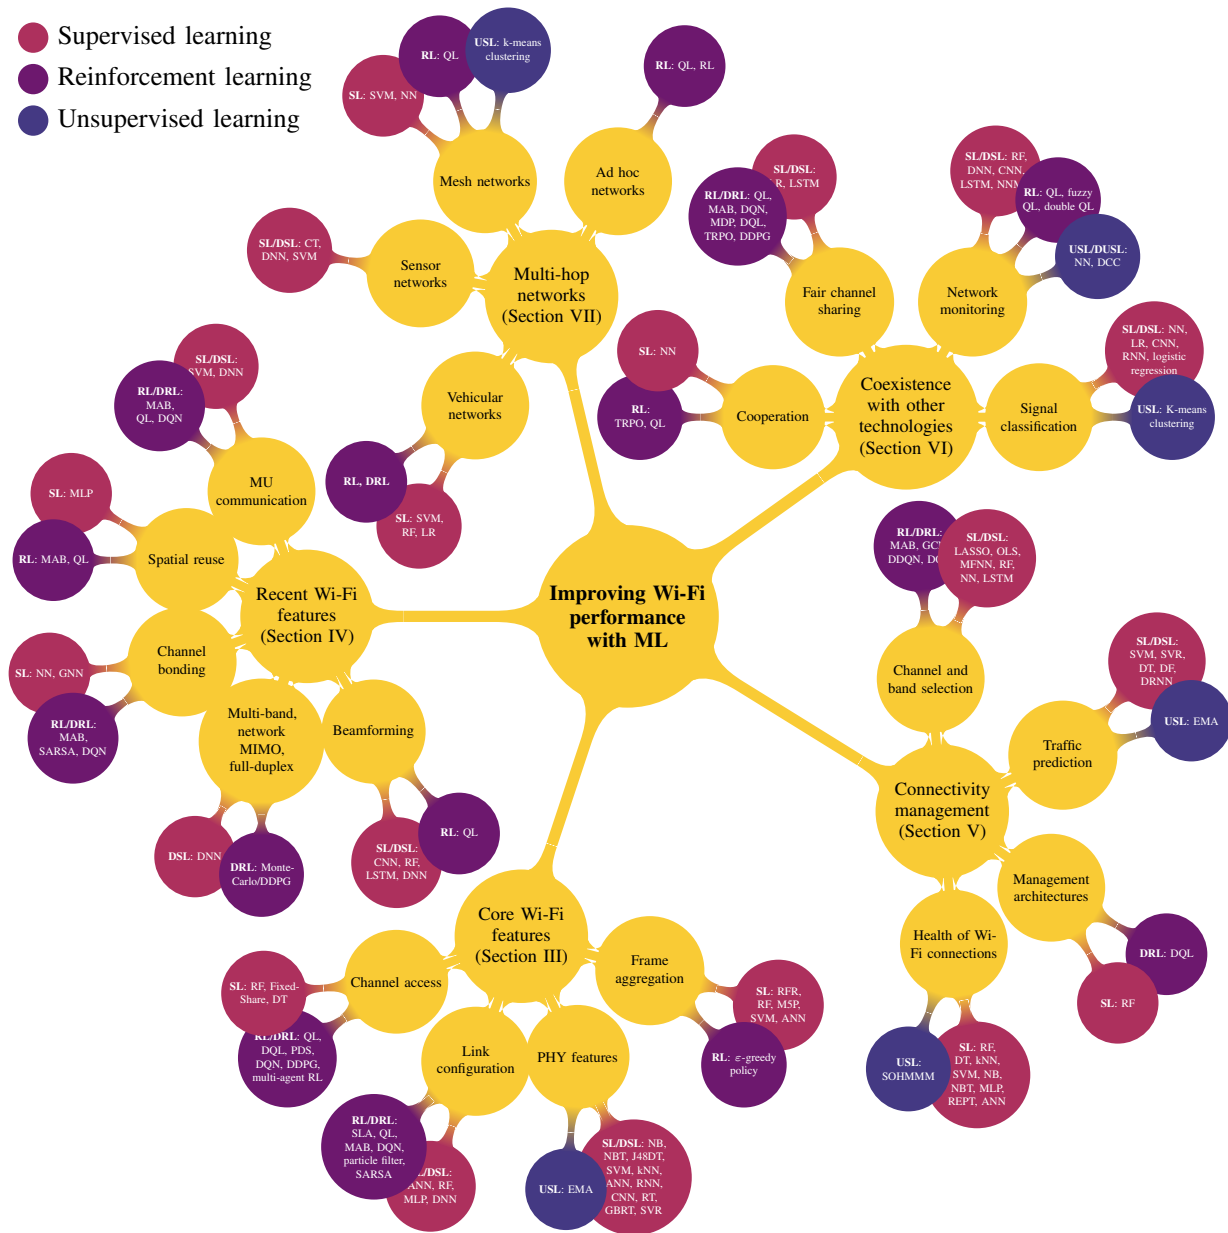 Supervised learning
Reinforcement learning
Unsupervised learning
SL: SVM, NN
RL: QL
USL: k-means
clustering
RL: QL, RL
Mesh networks
Ad hoc
networks
SL/DSL: CT,
DNN, SVM
Sensor
networks
Multi-hop
networks
(Section VII)
Vehicular
networks
RL, DRL
SL: SVM,
RF, LR
SL/DSL:
LSTM
RL/DRL: QL,
MAB, DQN,
MDP, DQL,
TRPO, DDPG
Fair channel
sharing
SL/DSL: RF,
DNN, CNN,
LSTM,
RL: QL, fuzzy
QL, double QL
USL/DUSL:
NN, DCC
Network
monitoring
SL: NN
RL:
TRPO, QL
Cooperation
Coexistence
with other
technologies
(Section VI)
Signal
classification
SL/DSL: NN,
LR, CNN,
RNN, logistic
regression
USL: K-means
clustering
SL/DSL:
SVM, DNN
RL/DRL:
MAB,
QL, DQN
MU
communication
SL: MLP
RL: MAB, QL
Spatial reuse
Recent Wi-Fi
features
(Section IV)
Channel
bonding
SL: NN, GNN
RL/DRL:
MAB,
SARSA, DQN
Multi-band,
network
MIMO,
full-duplex
Beamforming
DSL: DNN
DRL: Monte-
Carlo/DDPG
SL/DSL:
CNN, RF,
LSTM, DNN
RL: QL
Improving Wi-Fi
performance
with ML
RL/DRL:
MAB,
DDQN,
SL/DSL:
LASSO, OLS,
MFNN, RF,
NN, LSTM
Channel and
band selection
SL/DSL:
SVM, SVR,
DT, DF,
DRNN
USL: EMA
Traffic
prediction
Connectivity
management
(Section V)
Management
architectures
DRL: DQL
SL: RF
Health of Wi-
Fi connections
USL:
SOHMMM
SL: RF,
DT, kNN,
SVM, NB,
NBT, MLP,
REPT, ANN
Core Wi-Fi
features
(Section III)
Channel access
SL: RF, Fixed-
Share, DT
RL/DRL: QL,
DQL, PDS,
DQN, DDPG,
multi-agent RL
Link
configuration
RL/DRL:
SLA, QL,
MAB, DQN,
particle filter,
SARSA
SL/DSL:
ANN, RF,
MLP, DNN
PHY features
USL: EMA
SL/DSL: NB,
NBT, J48DT,
SVM, kNN,
ANN, RNN,
CNN, RT,
GBRT, SVR
Frame
aggregation
SL: RFR,
RF, M5P,
SVM, ANN
RL: ε-greedy
policy